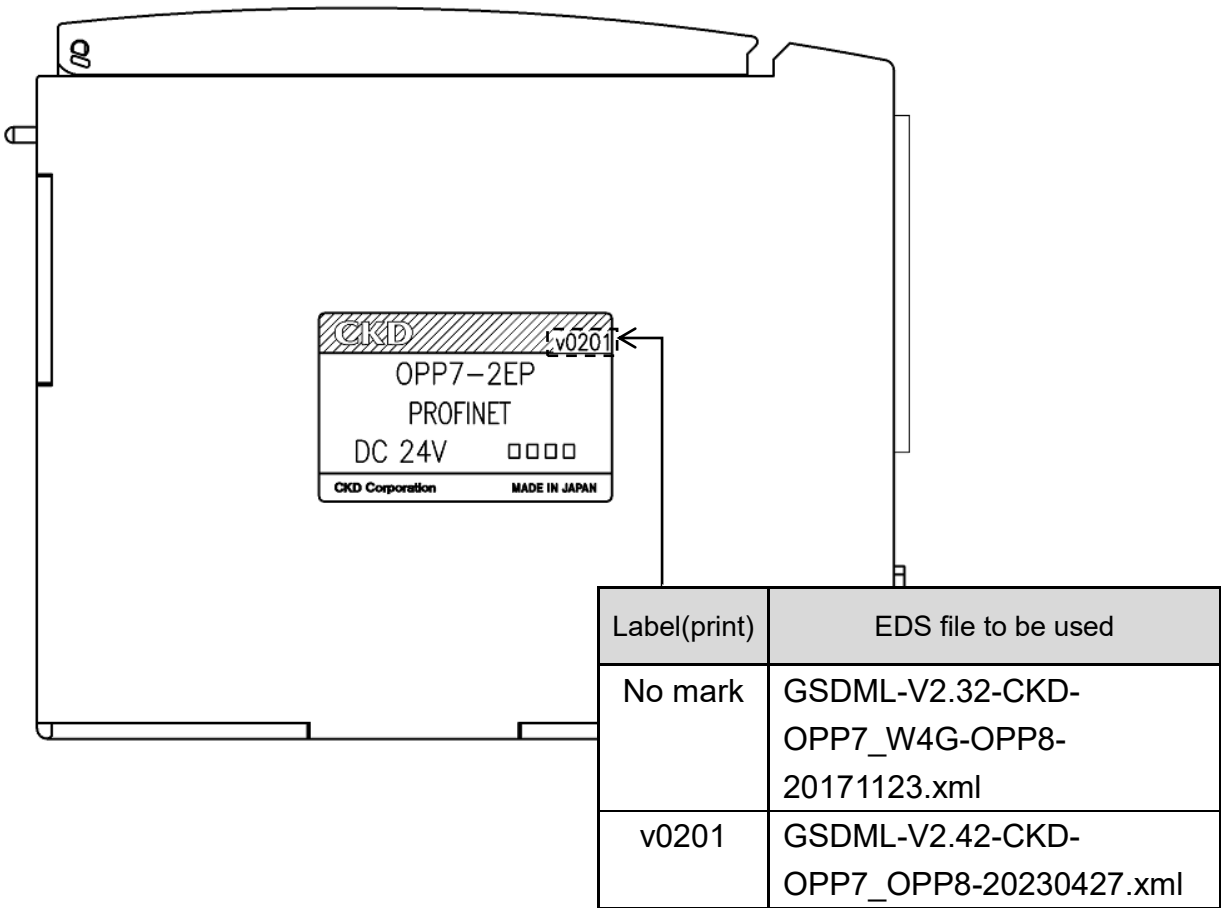 CKD
v0201
OPP7-2EP
PROFINET
DC 24V □□□□
CKD Corporation MADE IN JAPAN
Label(print) EDS file to be used
No mark GSDML-V2.32-CKD-
OPP7_W4G-OPP8-
20171123.xml
v0201 GSDML-V2.42-CKD-
OPP7_OPP8-20230427.xml